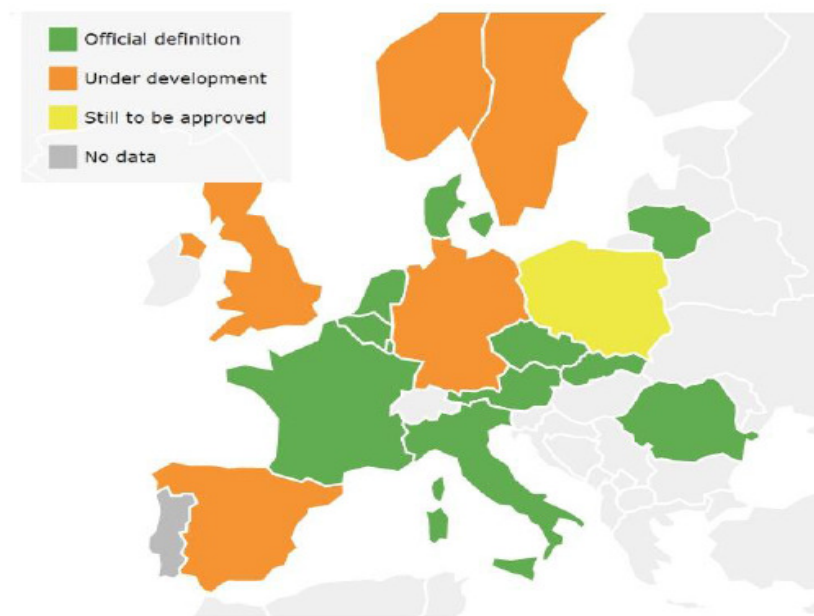 Official definition
Under development
Still to be approved
No data